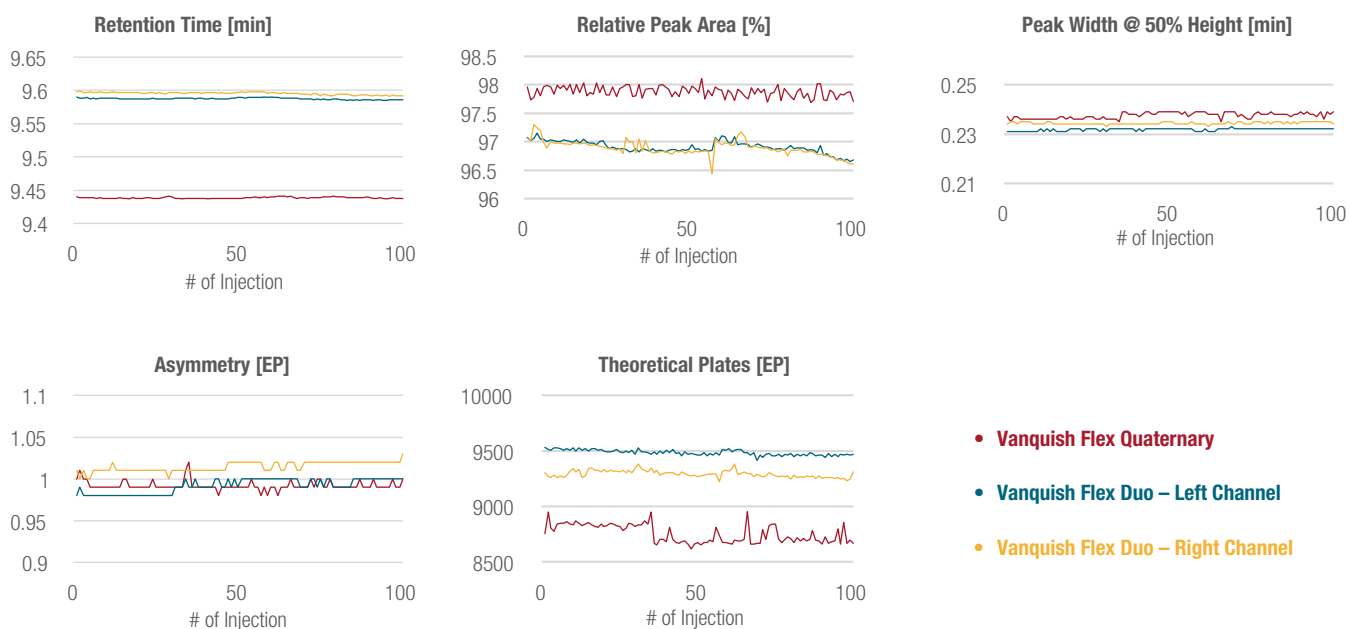 Retention Time [min]
9.65
9.6
9.55
9.5
9.45
9.4
0 50 100
# of Injection
Relative Peak Area [%]
98.5
98
97.5
97
96.5
96
0 50 100
# of Injection
Peak Width @ 50% Height [min]
0.25
0.23
0.21
0 50 100
# of Injection
Asymmetry [EP]
1.1
1.05
1
0.95
0.9
0 50 100
# of Injection
Theoretical Plates [EP]
10000
9500
9000
8500
0 50 100
# of Injection
• Vanquish Flex Quaternary
• Vanquish Flex Duo – Left Channel
• Vanquish Flex Duo – Right Channel